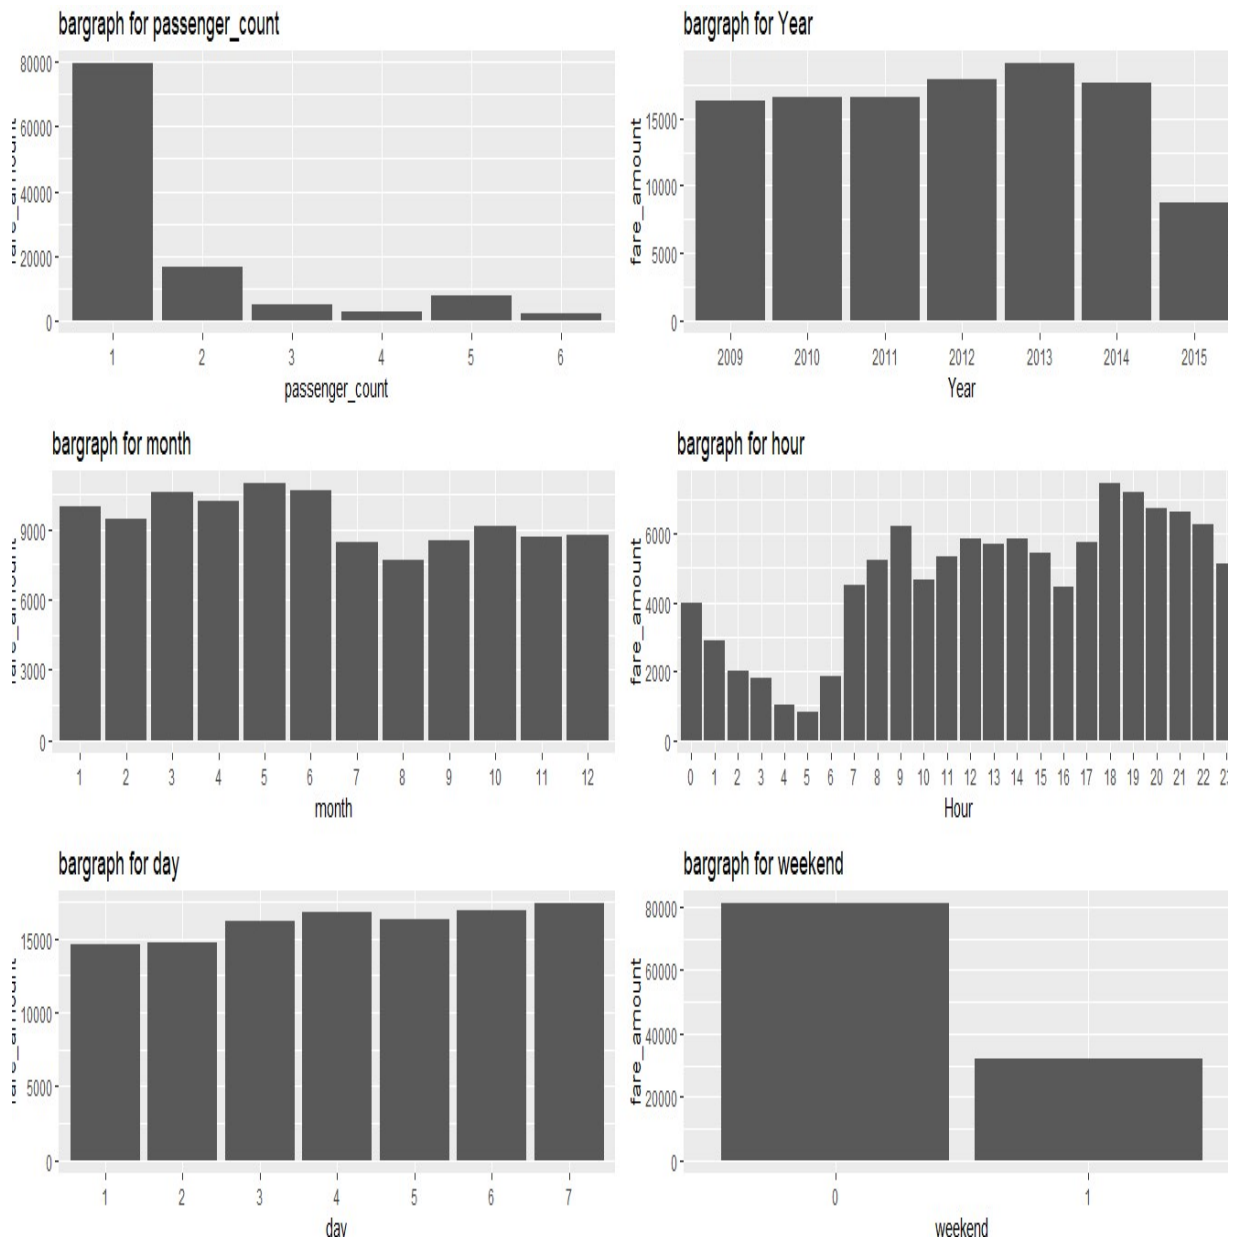 bargraph for passenger_count
80000
60000
40000
20000
0
fare_amount
1 2 3 4 5 6
passenger_count
bargraph for Year
15000
10000
5000
0
fare_amount
2009 2010 2011 2012 2013 2014 2015
Year
bargraph for month
9000
6000
3000
0
fare_amount
1 2 3 4 5 6 7 8 9 10 11 12
month
bargraph for hour
6000
4000
2000
0
fare_amount
0 1 2 3 4 5 6 7 8 9 10 11 12 13 14 15 16 17 18 19 20 21 22 23
Hour
bargraph for day
15000
10000
5000
0
fare_amount
1 2 3 4 5 6 7
day
bargraph for weekend
80000
60000
40000
20000
0
fare_amount
0 1
weekend